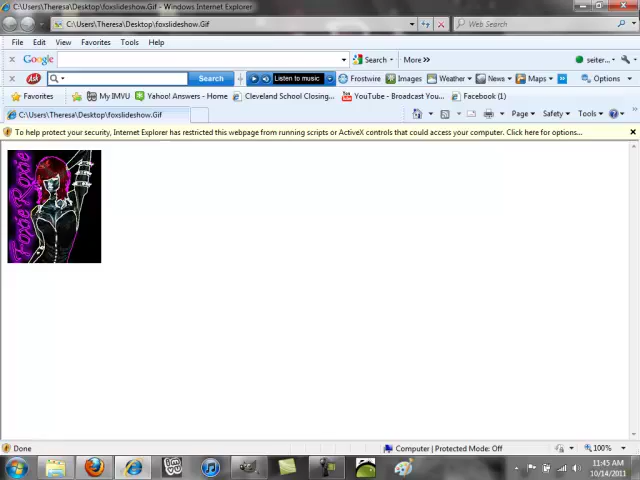 C:\Users\Theresa\Desktop\foxslideshow.Gif - Windows Internet Explorer
C:\Users\Theresa\Desktop\foxslideshow.Gif
Web Search
File Edit View Favorites Tools Help
Google
Search
More »
seiter...
Ask
Search
Listen to music
Frostwire
Images
Weather
News
Maps
Options
Favorites
My IMVU
Yahoo! Answers - Home
Cleveland School Closing...
YouTube - Broadcast You...
Facebook (1)
C:\Users\Theresa\Desktop\foxslideshow.Gif
Page
Safety
Tools
To help protect your security, Internet Explorer has restricted this webpage from running scripts or ActiveX controls that could access your computer. Click here for options...
Foxie Roxie
Done
Computer | Protected Mode: Off
100%
11:45 AM
10/14/2011